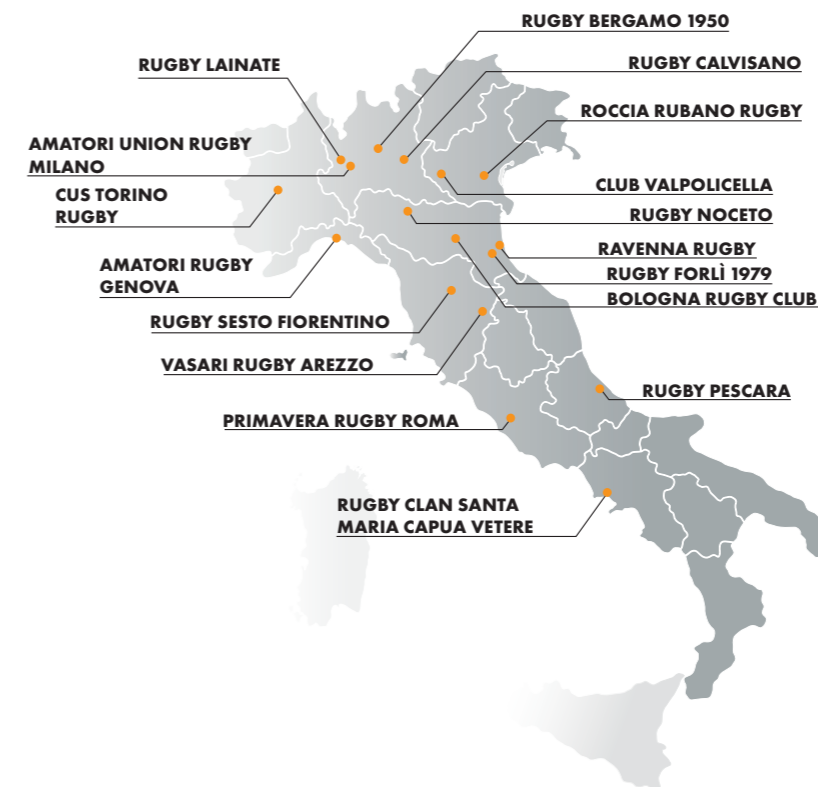 RUGBY BERGAMO 1950
RUGBY LAINATE
RUGBY CALVISANO
ROCCIA RUBANO RUGBY
AMATORI UNION RUGBY
MILANO
CLUB VALPOLICELLA
CUS TORINO
RUGBY
RUGBY NOCETO
RAVENNA RUGBY
AMATORI RUGBY
GENOVA
RUGBY FORLÌ 1979
BOLOGNA RUGBY CLUB
RUGBY SESTO FIORENTINO
VASARI RUGBY AREZZO
RUGBY PESCARA
PRIMAVERA RUGBY ROMA
RUGBY CLAN SANTA
MARIA CAPUA VETERE